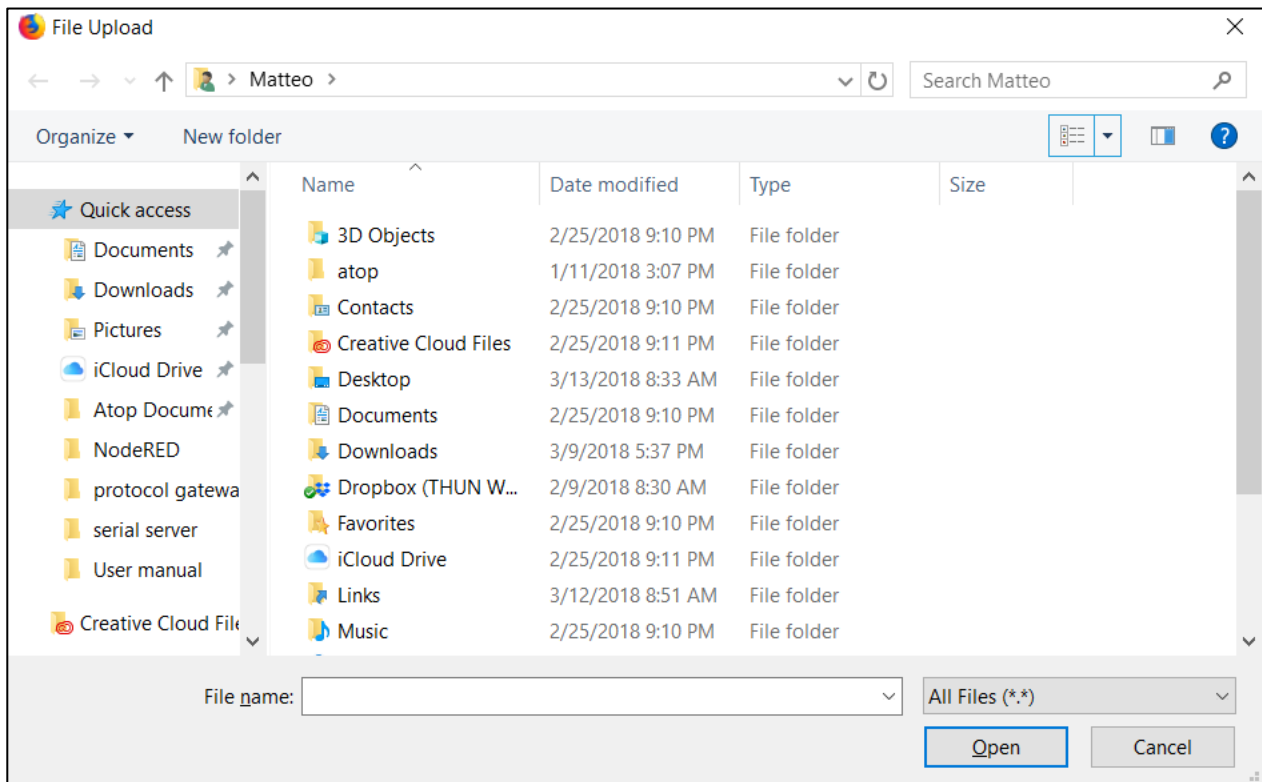 File Upload
Matteo
Search Matteo
Organize
New folder
?
Name Date modified Type Size
Quick access
Documents
Downloads
Pictures
iCloud Drive
Atop Docume
NodeRED
protocol gatewa
serial server
User manual
Creative Cloud File
3D Objects 2/25/2018 9:10 PM File folder
atop 1/11/2018 3:07 PM File folder
Contacts 2/25/2018 9:10 PM File folder
Creative Cloud Files 2/25/2018 9:11 PM File folder
Desktop 3/13/2018 8:33 AM File folder
Documents 2/25/2018 9:10 PM File folder
Downloads 3/9/2018 5:37 PM File folder
Dropbox (THUN W... 2/9/2018 8:30 AM File folder
Favorites 2/25/2018 9:10 PM File folder
iCloud Drive 2/25/2018 9:11 PM File folder
Links 3/12/2018 8:51 AM File folder
Music 2/25/2018 9:10 PM File folder
File name:
All Files (*.*)
Open
Cancel